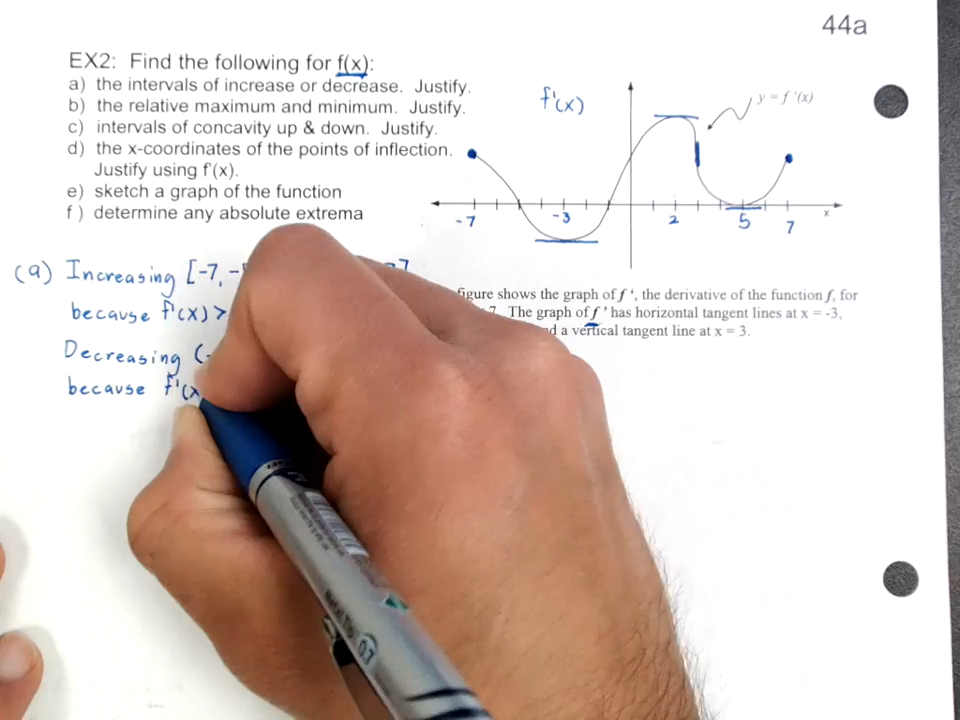 44a
EX2: Find the following for f(x):
a) the intervals of increase or decrease. Justify.
b) the relative maximum and minimum. Justify.
c) intervals of concavity up & down. Justify.
d) the x-coordinates of the points of inflection.
Justify using f'(x).
e) sketch a graph of the function
f) determine any absolute extrema
f'(x)
y = f '(x)
-7 -3 2 5 7 x
(a) Increasing [-7, -
because f'(x) >
Decreasing (-
because f'(x
figure shows the graph of f ', the derivative of the function f, for
7. The graph of f ' has horizontal tangent lines at x = -3,
d a vertical tangent line at x = 3.